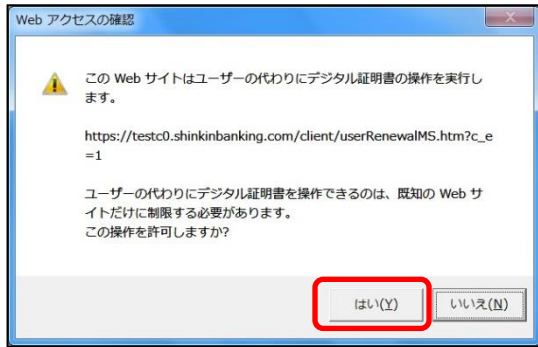 Web アクセスの確認
この Web サイトはユーザーの代わりにデジタル証明書の操作を実行し
ます。
https://testc0.shinkinbanking.com/client/userRenewalMS.htm?c_e
=1
ユーザーの代わりにデジタル証明書を操作できるのは、既知の Web サ
イトだけに制限する必要があります。
この操作を許可しますか?
はい(Y) いいえ(N)